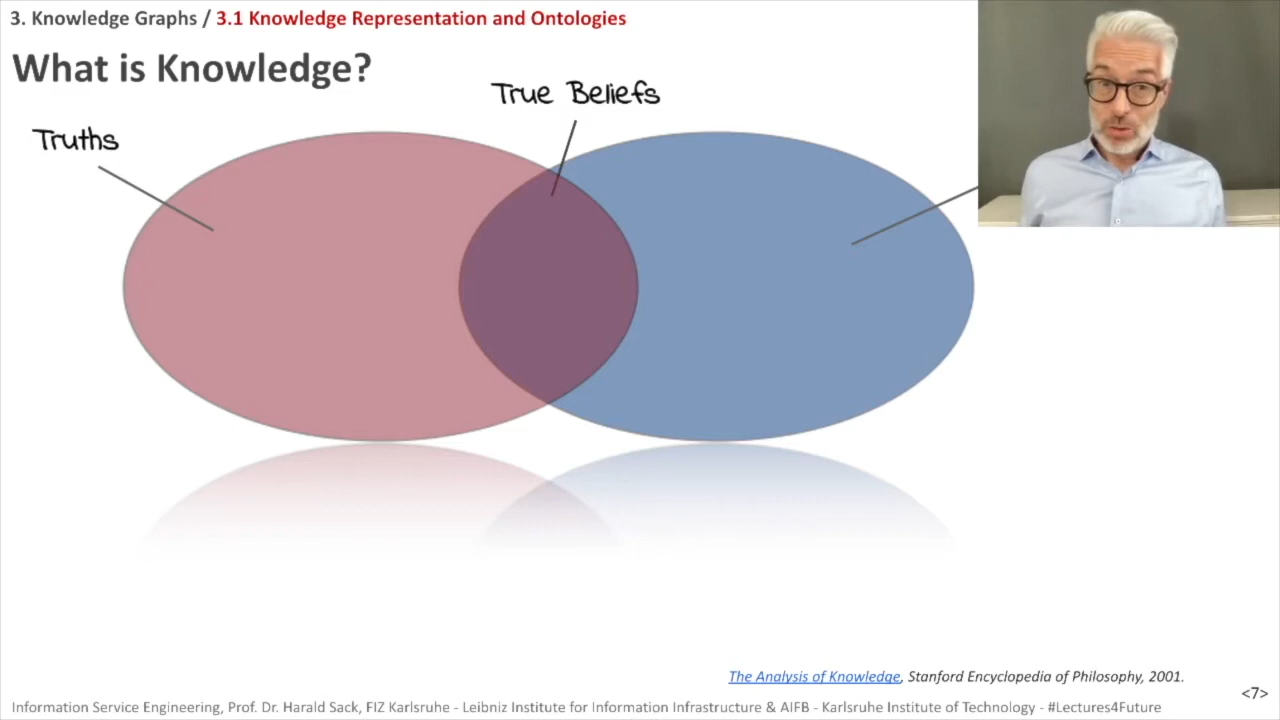 3. Knowledge Graphs / 3.1 Knowledge Representation and Ontologies
What is Knowledge?
True Beliefs
Truths
The Analysis of Knowledge, Stanford Encyclopedia of Philosophy, 2001.
<7>
Information Service Engineering, Prof. Dr. Harald Sack, FIZ Karlsruhe - Leibniz Institute for Information Infrastructure & AIFB - Karlsruhe Institute of Technology - #Lectures4Future